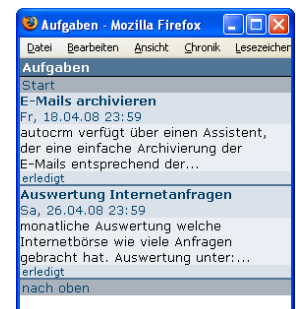 Aufgaben - Mozilla Firefox
Datei Bearbeiten Ansicht Chronik Lesezeichen
Aufgaben
Start
E-Mails archivieren
Fr, 18.04.08 23:59
autocrm verfügt über einen Assistent,
der eine einfache Archivierung der
E-Mails entsprechend der...
erledigt
Auswertung Internetanfragen
Sa, 26.04.08 23:59
monatliche Auswertung welche
Internetbörse wie viele Anfragen
gebracht hat. Auswertung unter:...
erledigt
nach oben